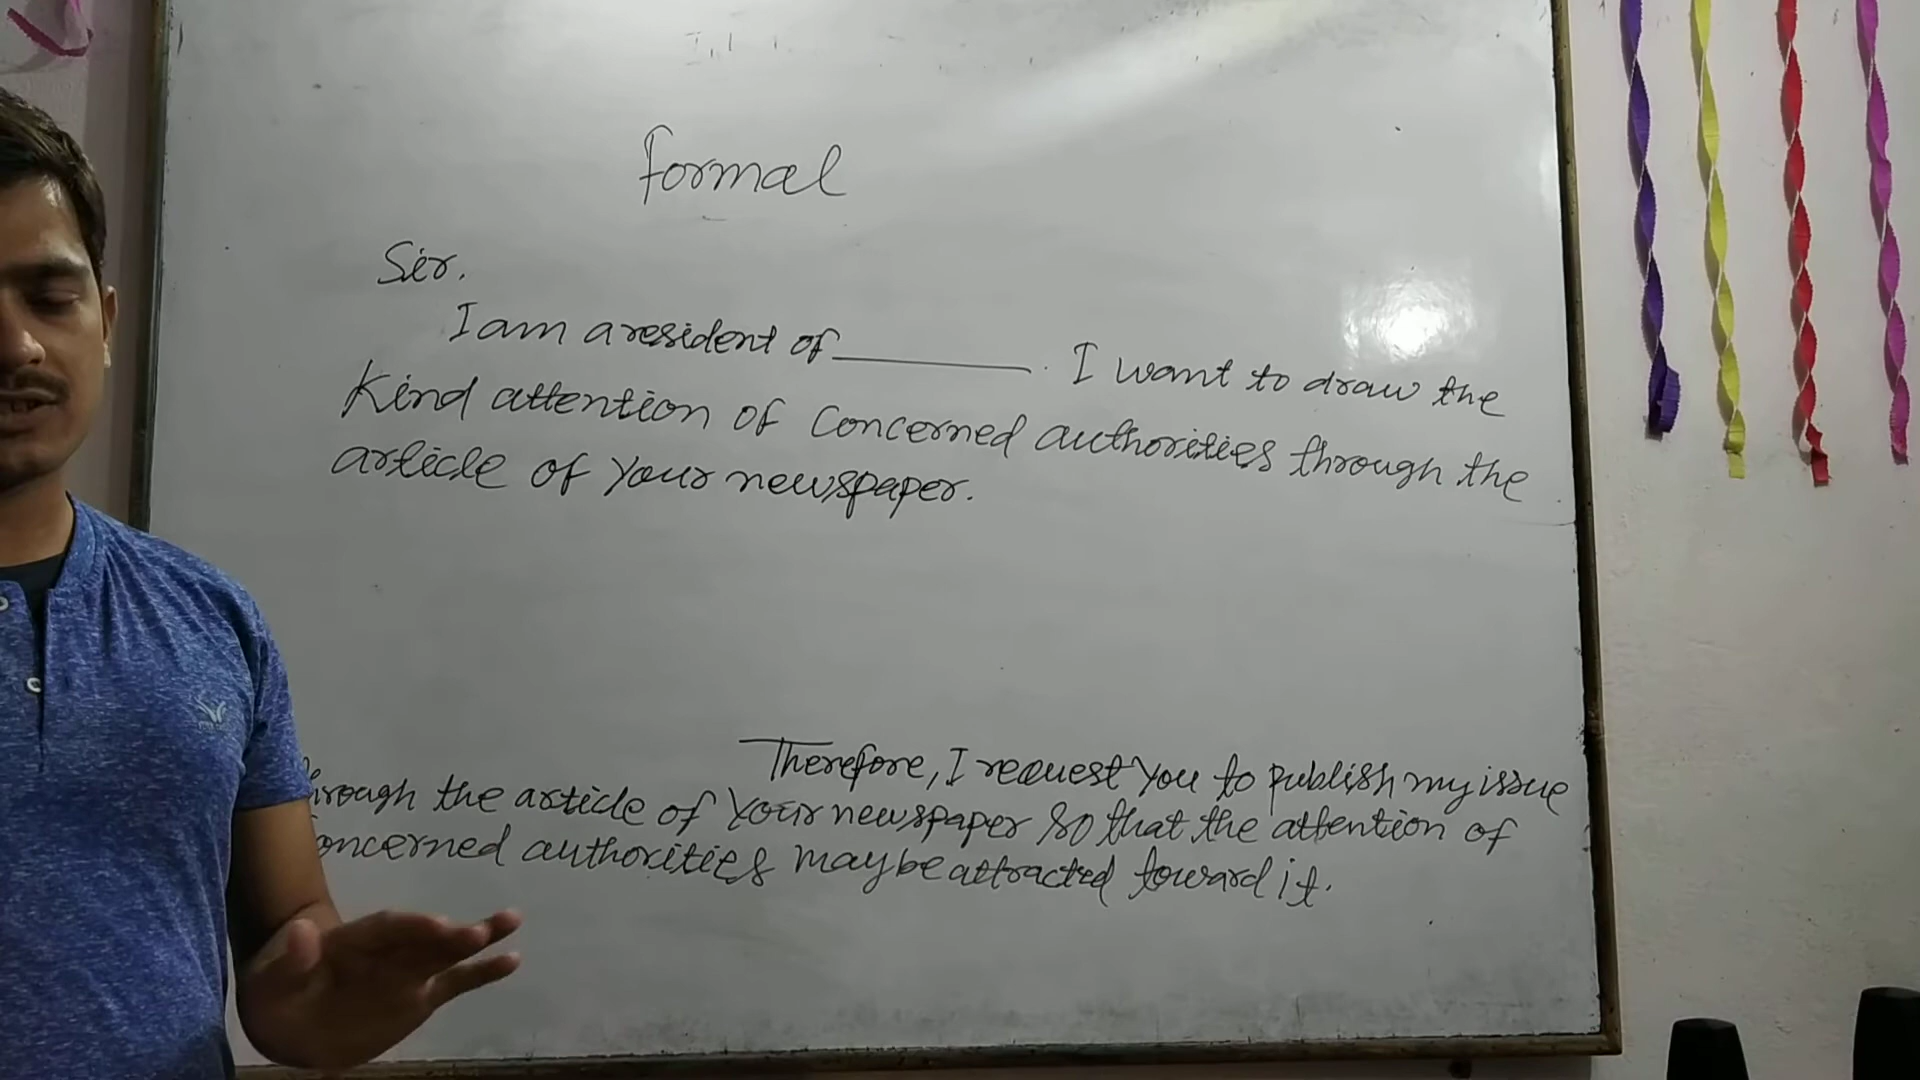 Formal
Sir.
I am a resident of ________. I want to draw the
Kind attention of concerned authorities through the
article of your newspaper.
Therefore, I request you to publish my issue
hrough the article of your newspaper so that the attention of
oncerned authorities may be attracted toward it.